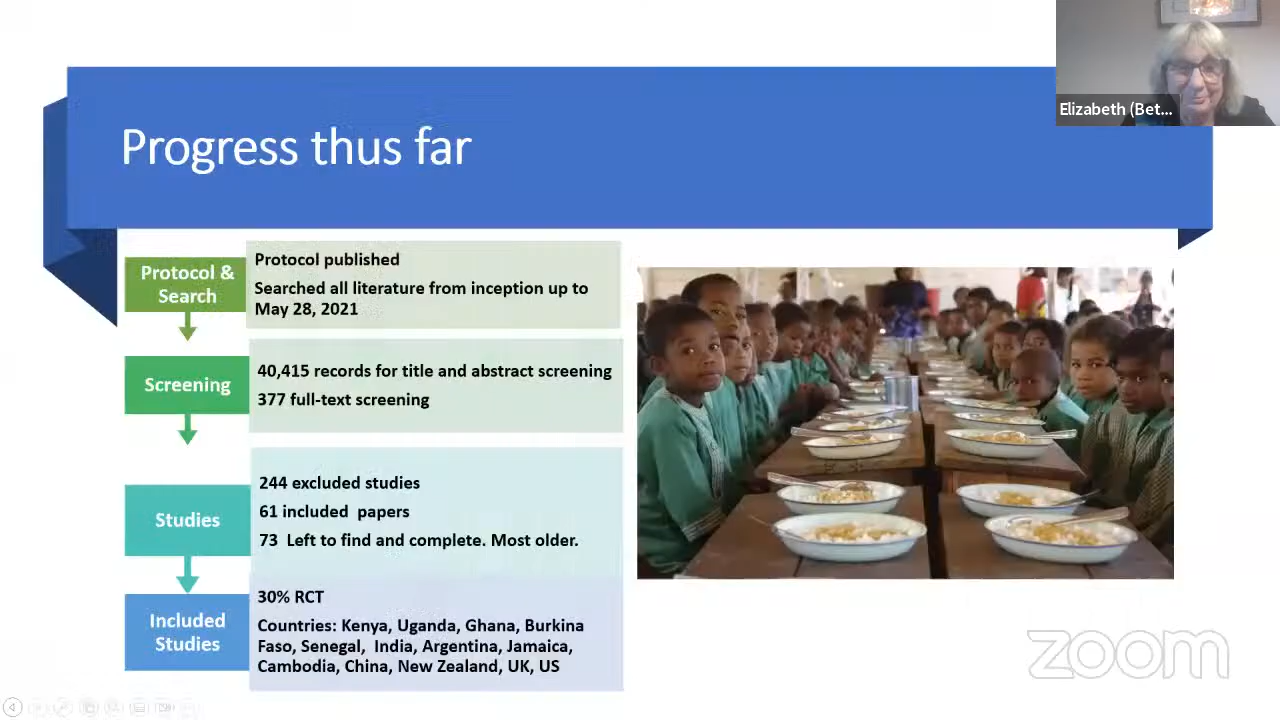 Elizabeth (Bet...
Progress thus far
Protocol &
Search
Protocol published
Searched all literature from inception up to
May 28, 2021
Screening
40,415 records for title and abstract screening
377 full-text screening
Studies
244 excluded studies
61 included  papers
73  Left to find and complete. Most older.
Included
Studies
30% RCT
Countries: Kenya, Uganda, Ghana, Burkina
Faso, Senegal,  India, Argentina, Jamaica,
Cambodia, China, New Zealand, UK, US
zoom